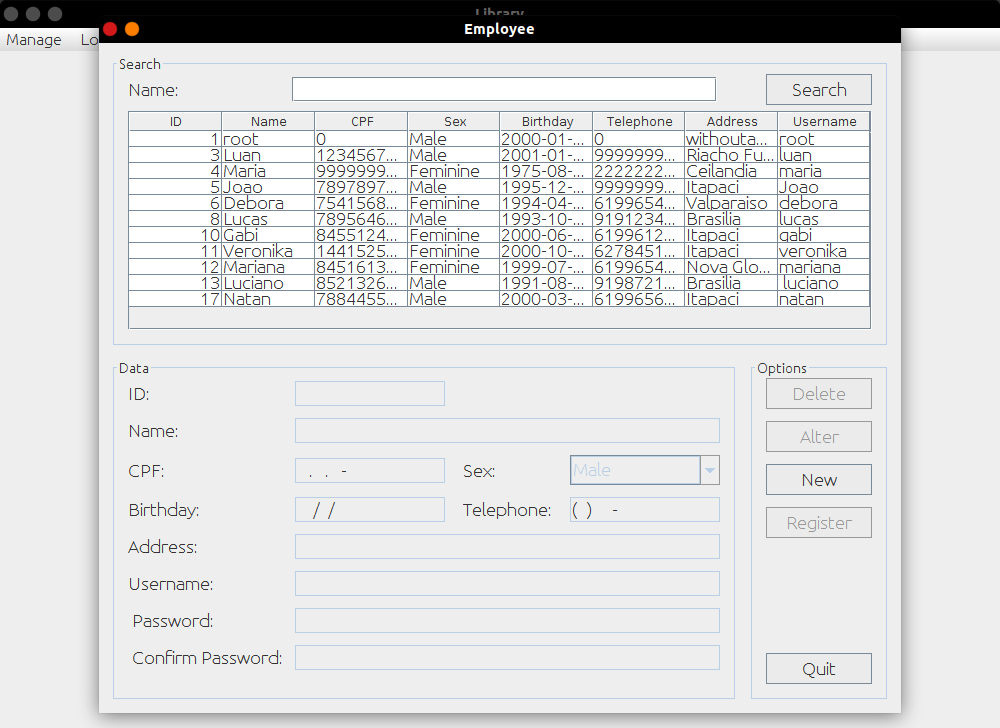 Library
Manage Lo
Employee
Search
Name: Search
ID Name CPF Sex Birthday Telephone Address Username
1 root 0 Male 2000-01-... 0 withouta... root
3 Luan 1234567... Male 2001-01-... 9999999... Riacho Fu... luan
4 Maria 9999999... Feminine 1975-08-... 2222222... Ceilandia maria
5 Joao 7897897... Male 1995-12-... 9999999... Itapaci Joao
6 Debora 7541568... Feminine 1994-04-... 6199654... Valparaiso debora
8 Lucas 7895646... Male 1993-10-... 9191234... Brasilia lucas
10 Gabi 8455124... Feminine 2000-06-... 6199612... Itapaci gabi
11 Veronika 1441525... Feminine 2000-10-... 6278451... Itapaci veronika
12 Mariana 8451613... Feminine 1999-07-... 6199654... Nova Glo... mariana
13 Luciano 8521326... Male 1991-08-... 9198721... Brasilia luciano
17 Natan 7884455... Male 2000-03-... 6199656... Itapaci natan
Data
Options
ID:
Delete
Name:
Alter
CPF: . . - Sex: Male
New
Birthday: / / Telephone: ( ) -
Register
Address:
Username:
Password:
Confirm Password:
Quit